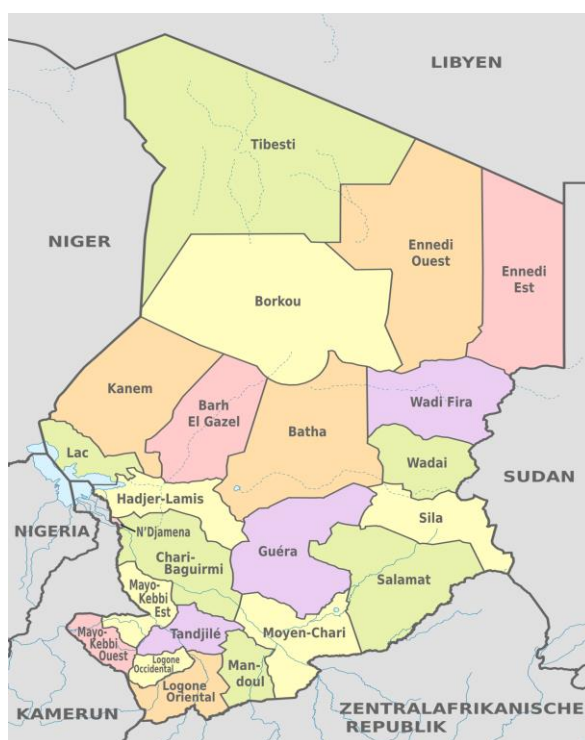 LIBYEN
Tibesti
NIGER
Ennedi
Ouest
Ennedi
Est
Borkou
Kanem
Barh
El Gazel
Wadi Fira
Batha
Lac
Wadai
SUDAN
Hadjer-Lamis
Sila
NIGERIA
N'Djamena
Guéra
Chari-
Baguirmi
Salamat
Mayo-
Kebbi
Est
Mayo-
Kebbi
Ouest
Tandjilé
Moyen-Chari
Logone
Occidental
Man-
doul
Logone
Oriental
KAMERUN
ZENTRALAFRIKANISCHE
REPUBLIK